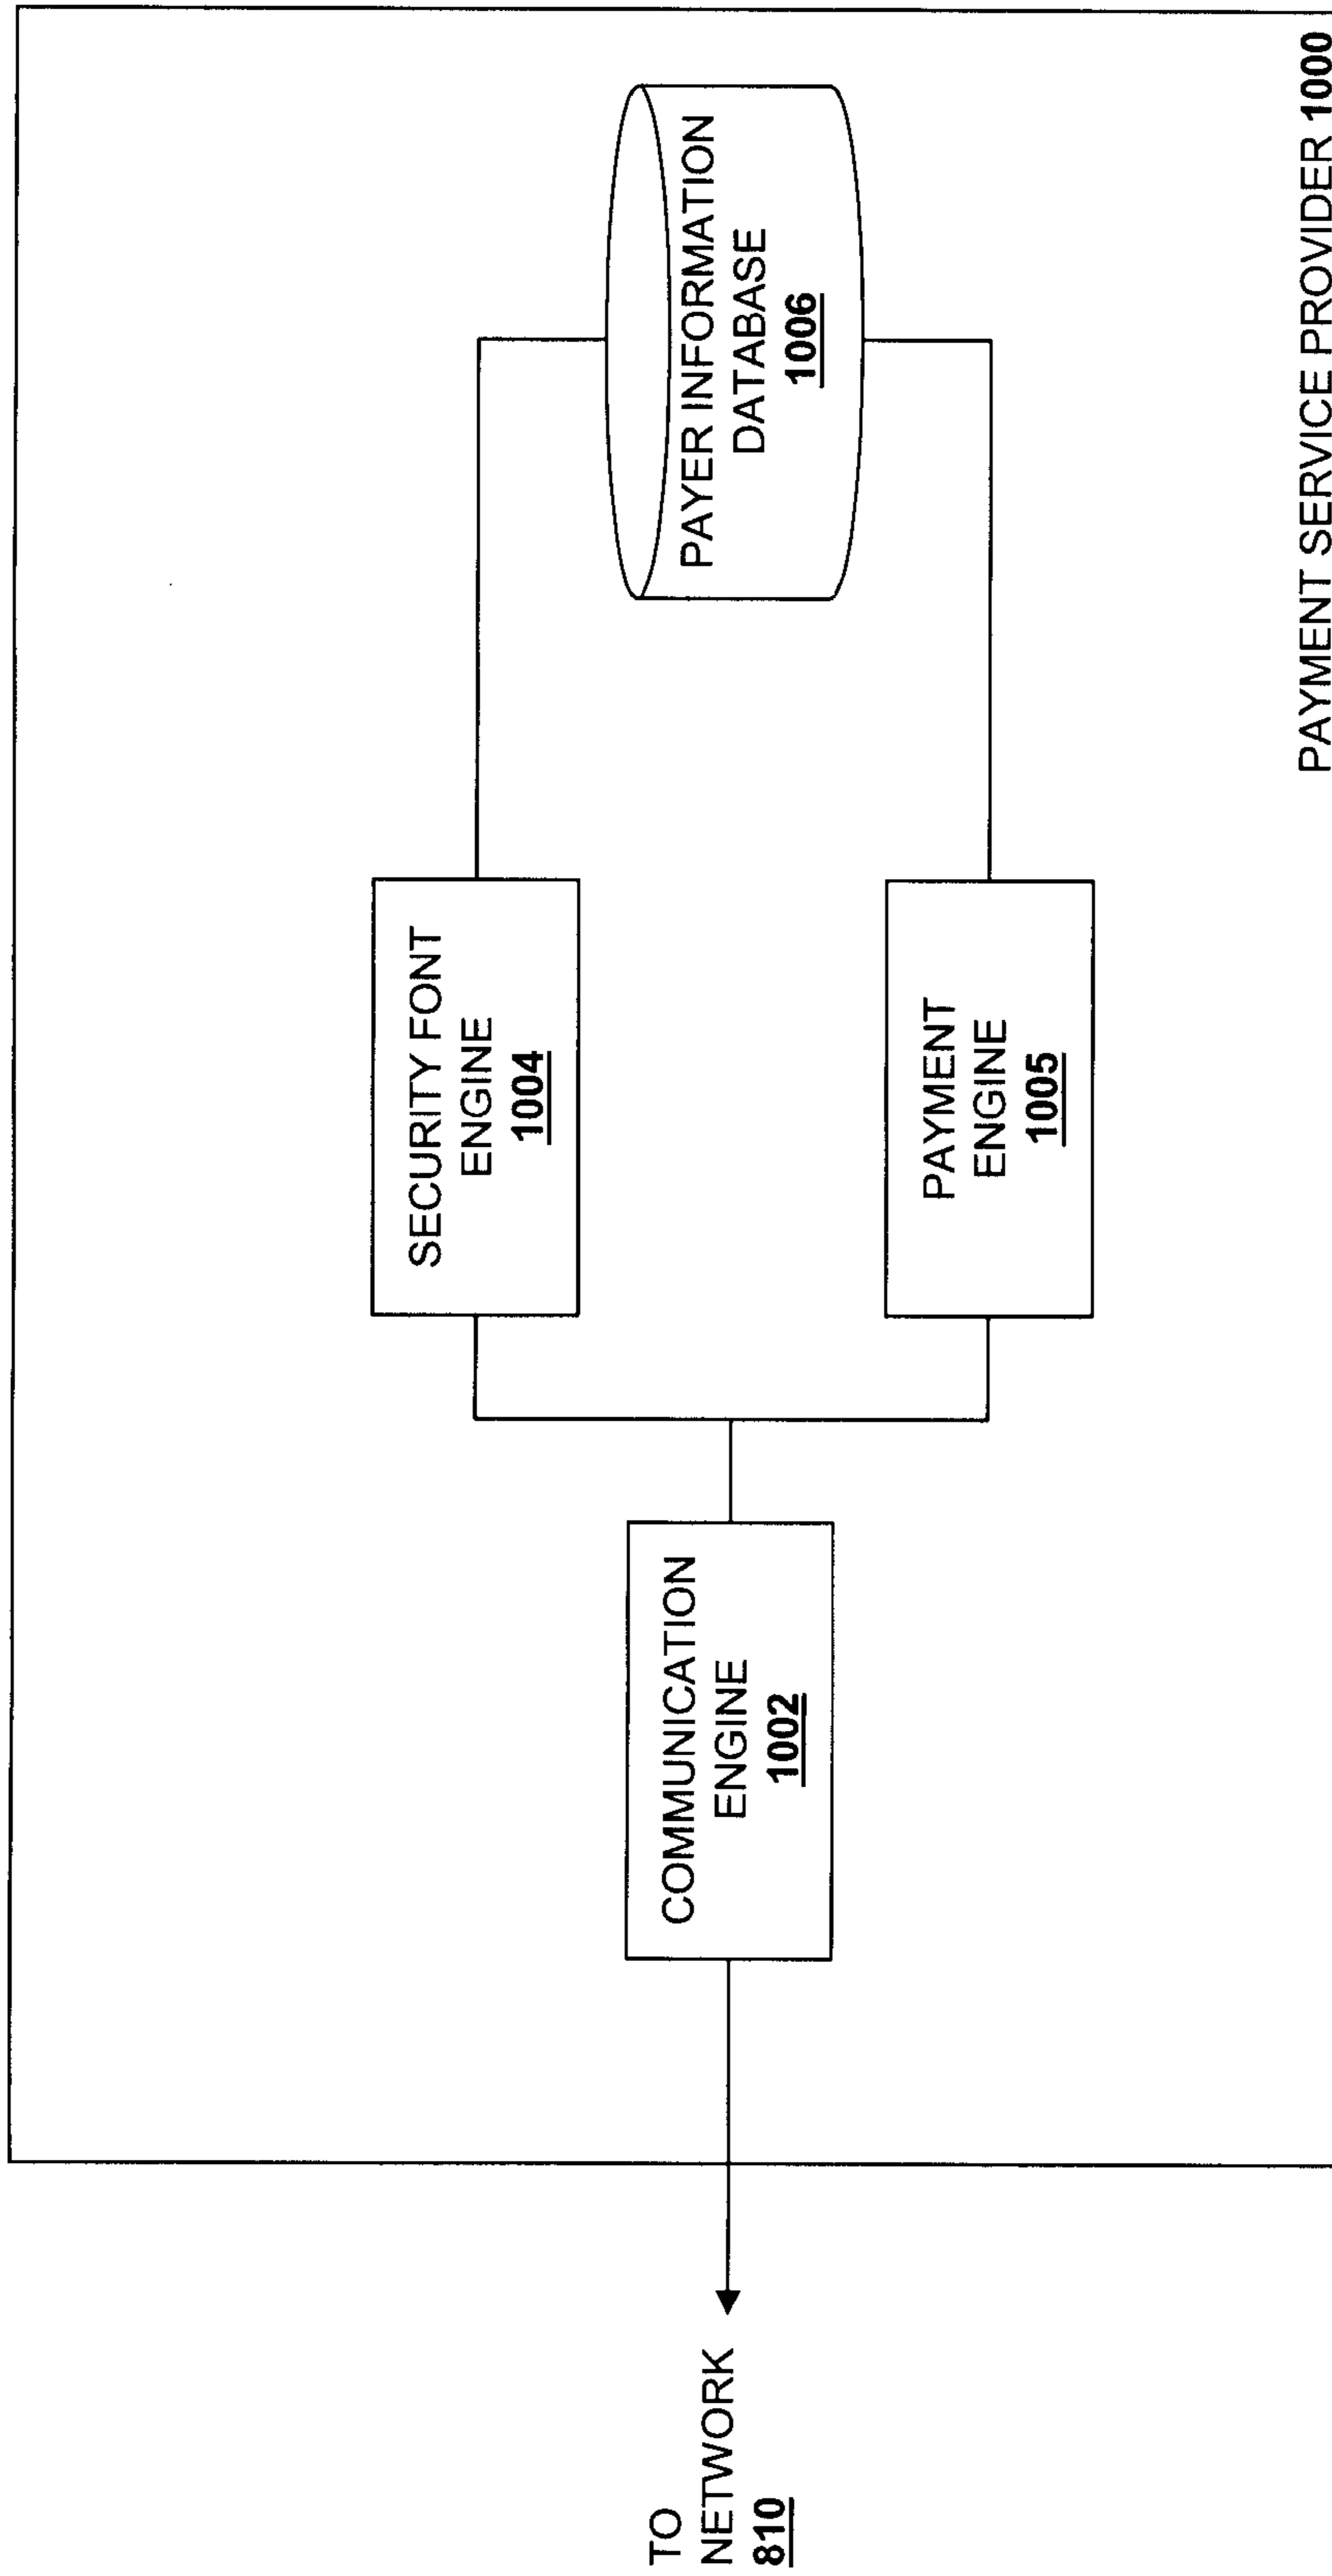 TO
NETWORK
810
COMMUNICATION
ENGINE
1002
SECURITY FONT
ENGINE
1004
PAYMENT
ENGINE
1005
PAYER INFORMATION
DATABASE
1006
PAYMENT SERVICE PROVIDER 1000